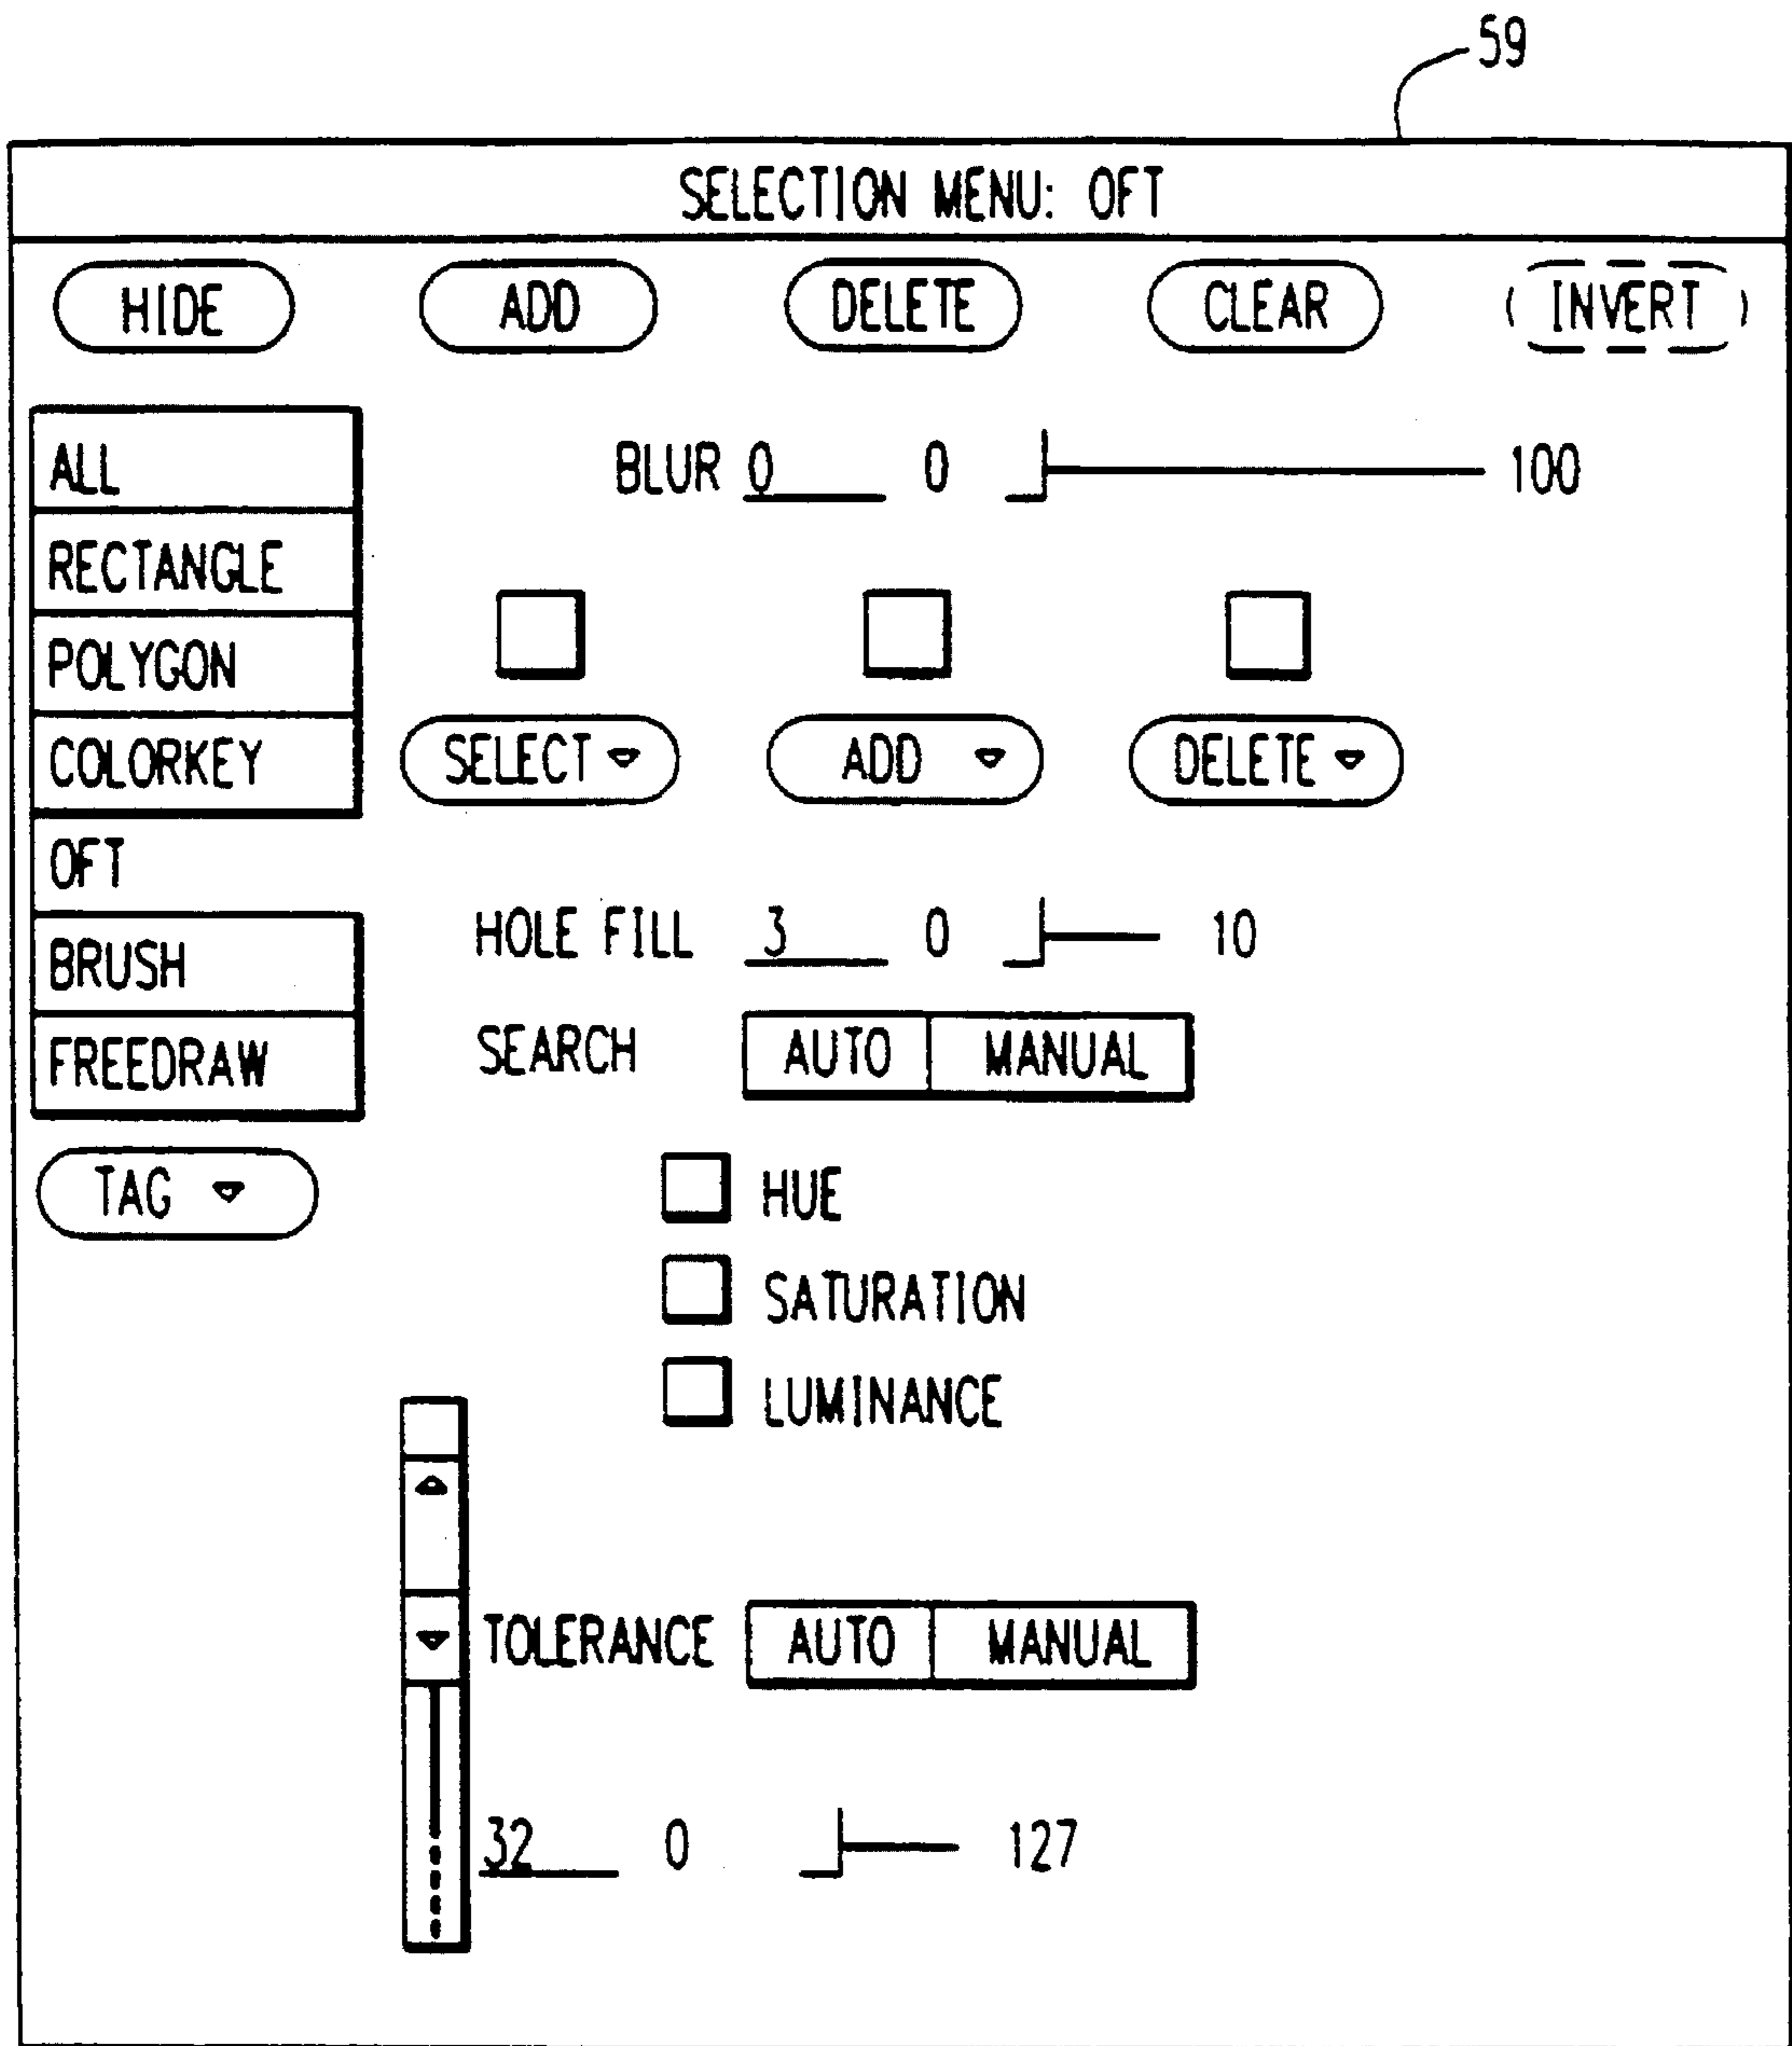 59
SELECTION MENU: OFT
HIDE ADD DELETE CLEAR INVERT
ALL
RECTANGLE
POLYGON
COLORKEY
OFT
BRUSH
FREEDRAW
TAG
BLUR 0 0 100
SELECT ADD DELETE
HOLE FILL 3 0 10
SEARCH AUTO MANUAL
HUE
SATURATION
LUMINANCE
TOLERANCE AUTO MANUAL
32 0 127